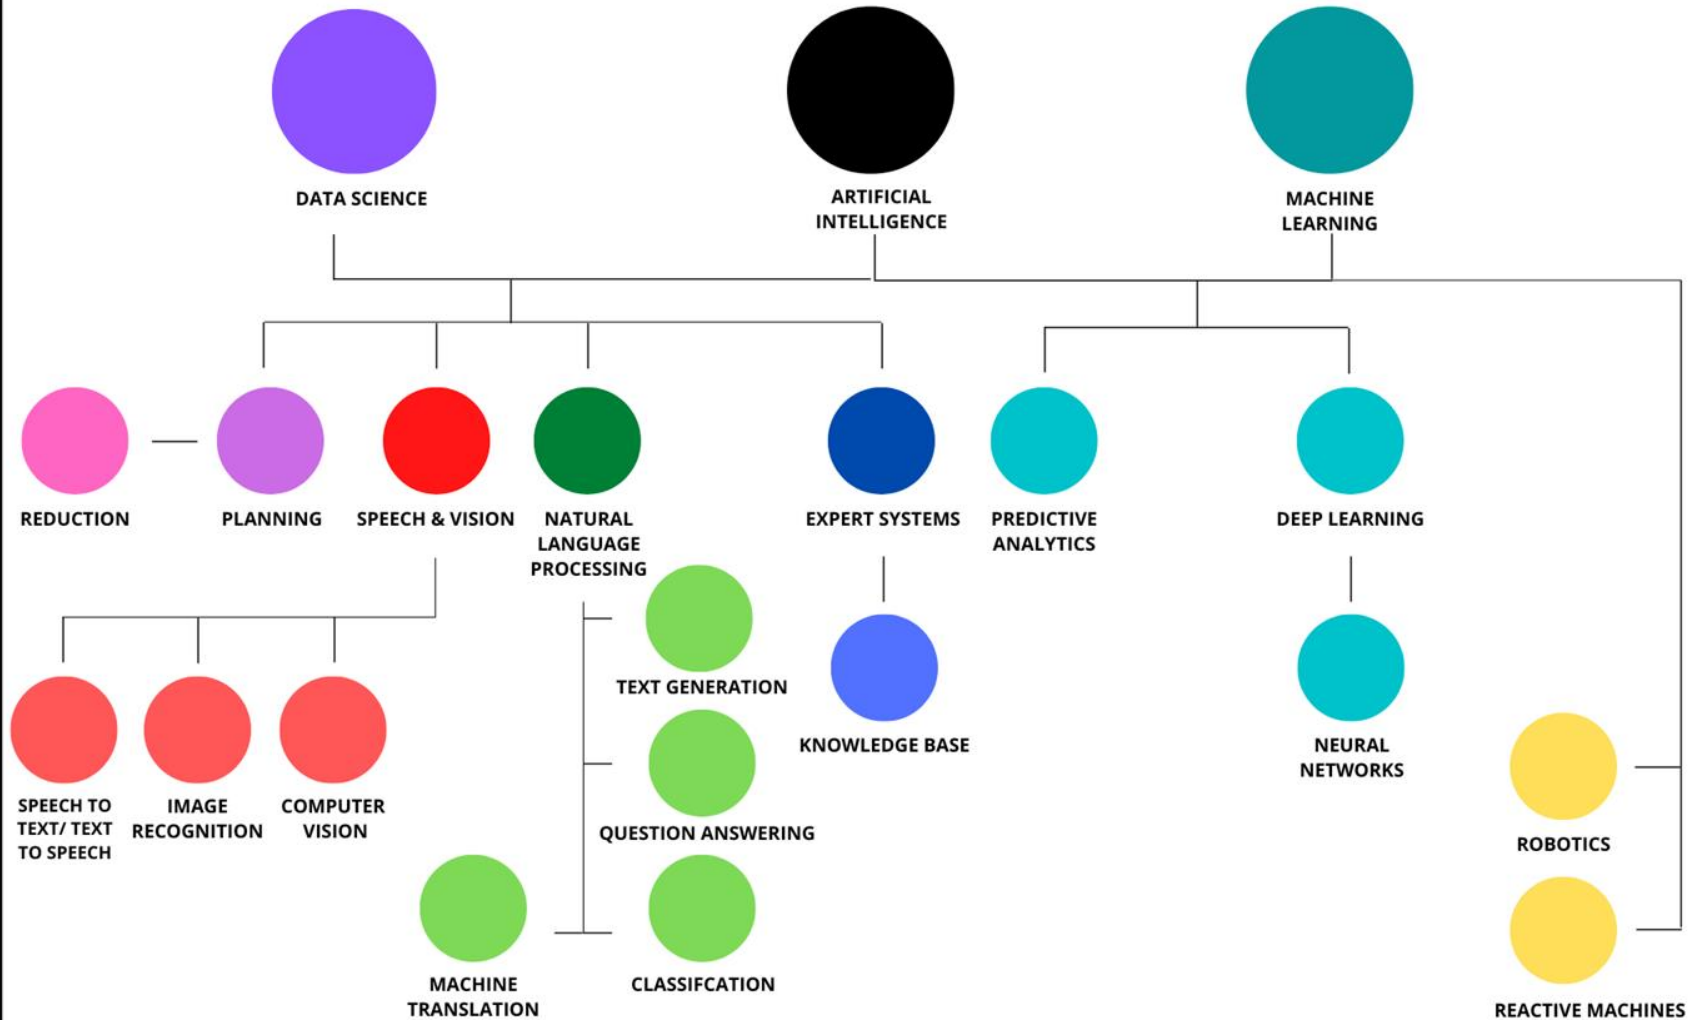 DATA SCIENCE
ARTIFICIAL
INTELLIGENCE
MACHINE
LEARNING
REDUCTION
PLANNING
SPEECH & VISION
NATURAL
LANGUAGE
PROCESSING
EXPERT SYSTEMS
PREDICTIVE
ANALYTICS
DEEP LEARNING
TEXT GENERATION
KNOWLEDGE BASE
NEURAL
NETWORKS
SPEECH TO
TEXT/ TEXT
TO SPEECH
IMAGE
RECOGNITION
COMPUTER
VISION
QUESTION ANSWERING
ROBOTICS
MACHINE
TRANSLATION
CLASSIFCATION
REACTIVE MACHINES